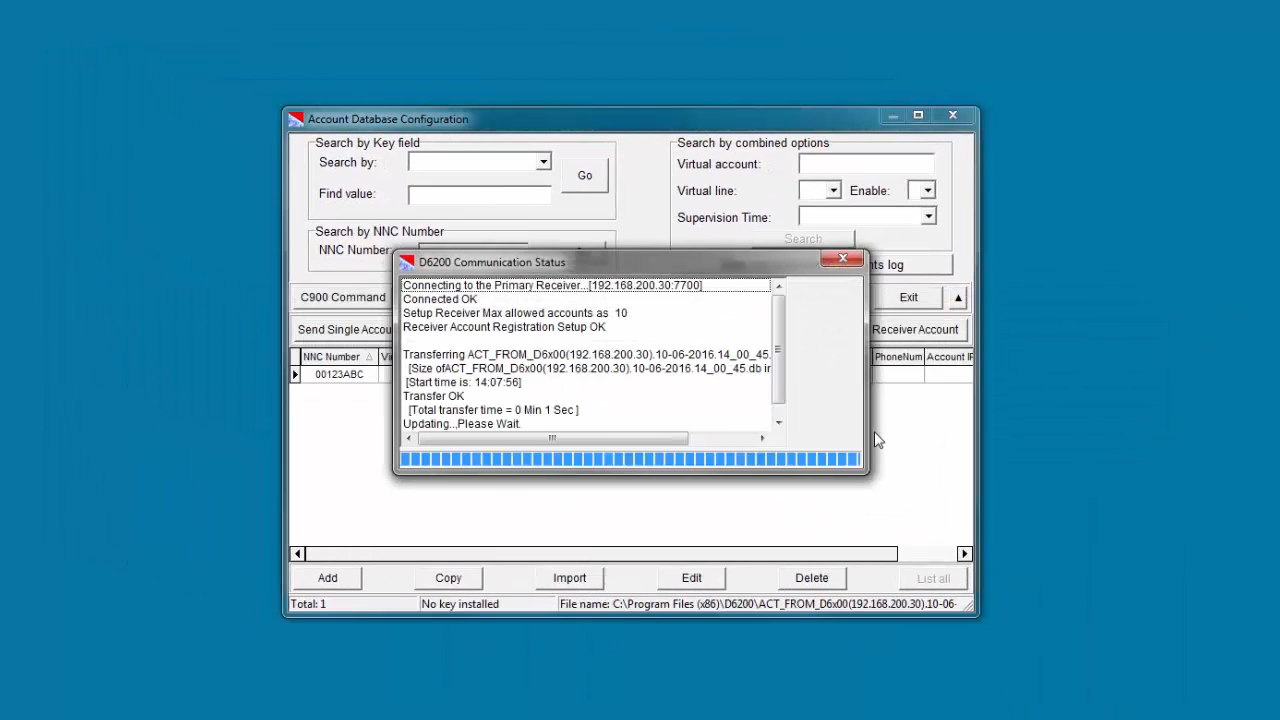 Account Database Configuration
Search by Key field
Search by:
Go
Find value:
Search by NNC Number
NNC Number
Search by combined options
Virtual account:
Virtual line:
Enable:
Supervision Time:
Search
nts log
C900 Command
Exit
Send Single Accou
Receiver Account
NNC Number
PhoneNum
Account IF
00123ABC
D6200 Communication Status
Connecting to the Primary Receiver...[192.168.200.30:7700]
Connected OK
Setup Receiver Max allowed accounts as 10
Receiver Account Registration Setup OK
Transferring ACT_FROM_D6x00(192.168.200.30).10-06-2016.14_00_45.
[Size ofACT_FROM_D6x00(192.168.200.30).10-06-2016.14_00_45.db in
[Start time is: 14:07:56]
Transfer OK
[Total transfer time = 0 Min 1 Sec ]
Updating..,Please Wait.
Add
Copy
Import
Edit
Delete
List all
Total: 1
No key installed
File name: C:\Program Files (x86)\D6200\ACT_FROM_D6x00(192.168.200.30).10-06-